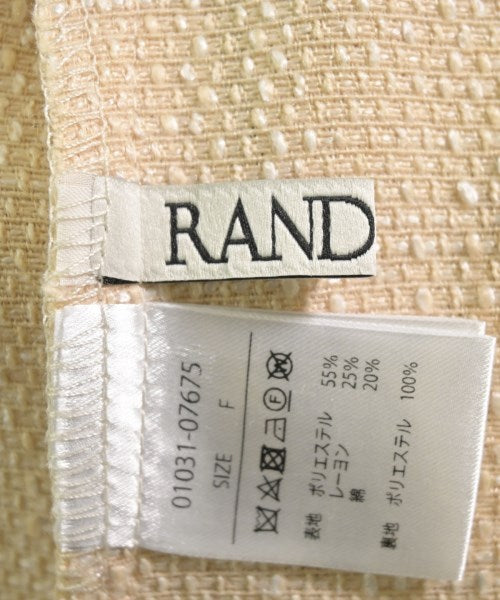 RAND
01031-07675
SIZE F
F
表地 ポリエステル 55%
レーヨン 25%
綿 20%
裏地 ポリエステル 100%